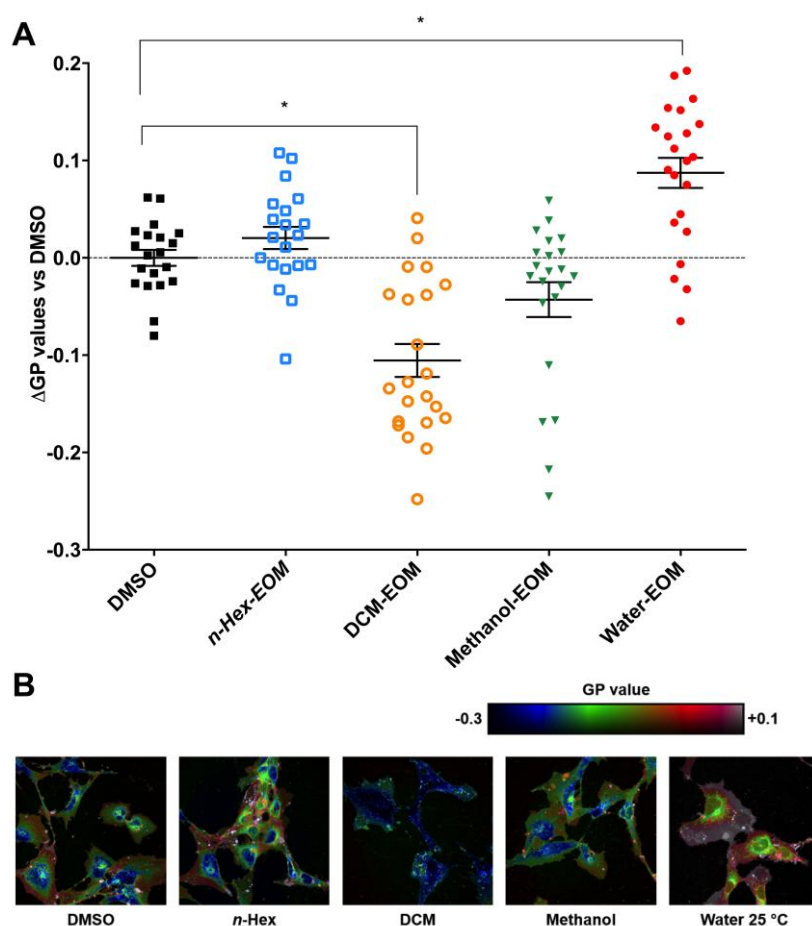 A
*
*
0.2
0.1
0.0
-0.1
-0.2
-0.3
ΔGP values vs DMSO
DMSO
n-Hex-EOM
DCM-EOM
Methanol-EOM
Water-EOM
B
GP value
-0.3
+0.1
DMSO
n-Hex
DCM
Methanol
Water 25 °C